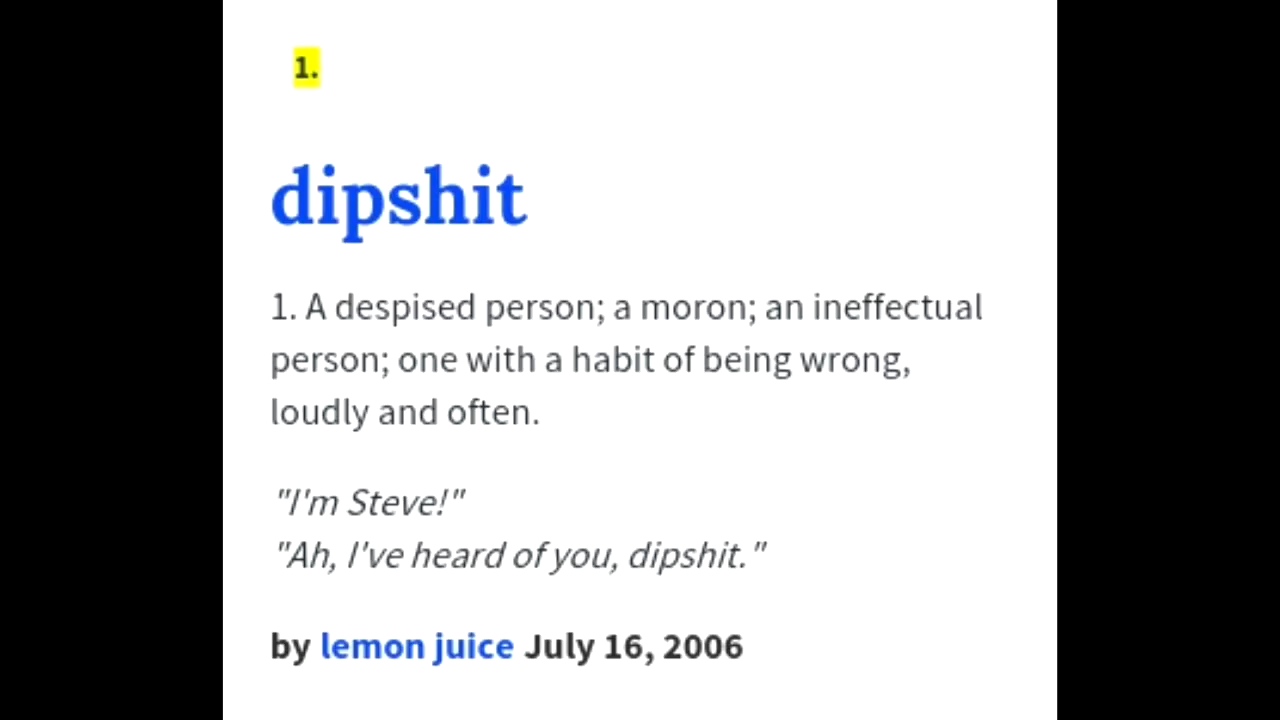 1.
dipshit
1. A despised person; a moron; an ineffectual
person; one with a habit of being wrong,
loudly and often.
"I'm Steve!"
"Ah, I've heard of you, dipshit."
by lemon juice July 16, 2006